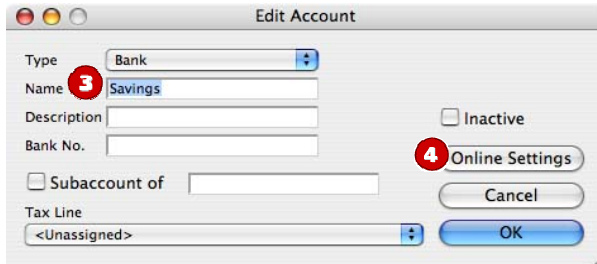 Edit Account
Type Bank
Name 3 Savings
Description
Inactive
Bank No.
4 Online Settings
Subaccount of
Cancel
Tax Line
<Unassigned> OK